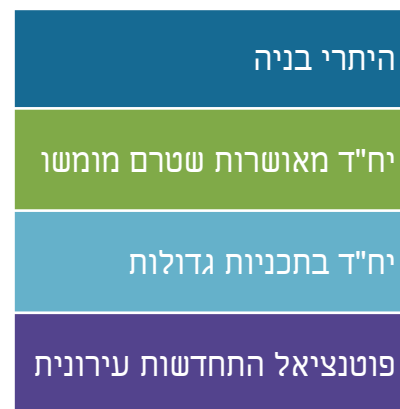 היתרי בניה
יח"ד מאושרות שטרם מומשו
יח"ד בתכניות גדולות
פוטנציאל התחדשות עירונית